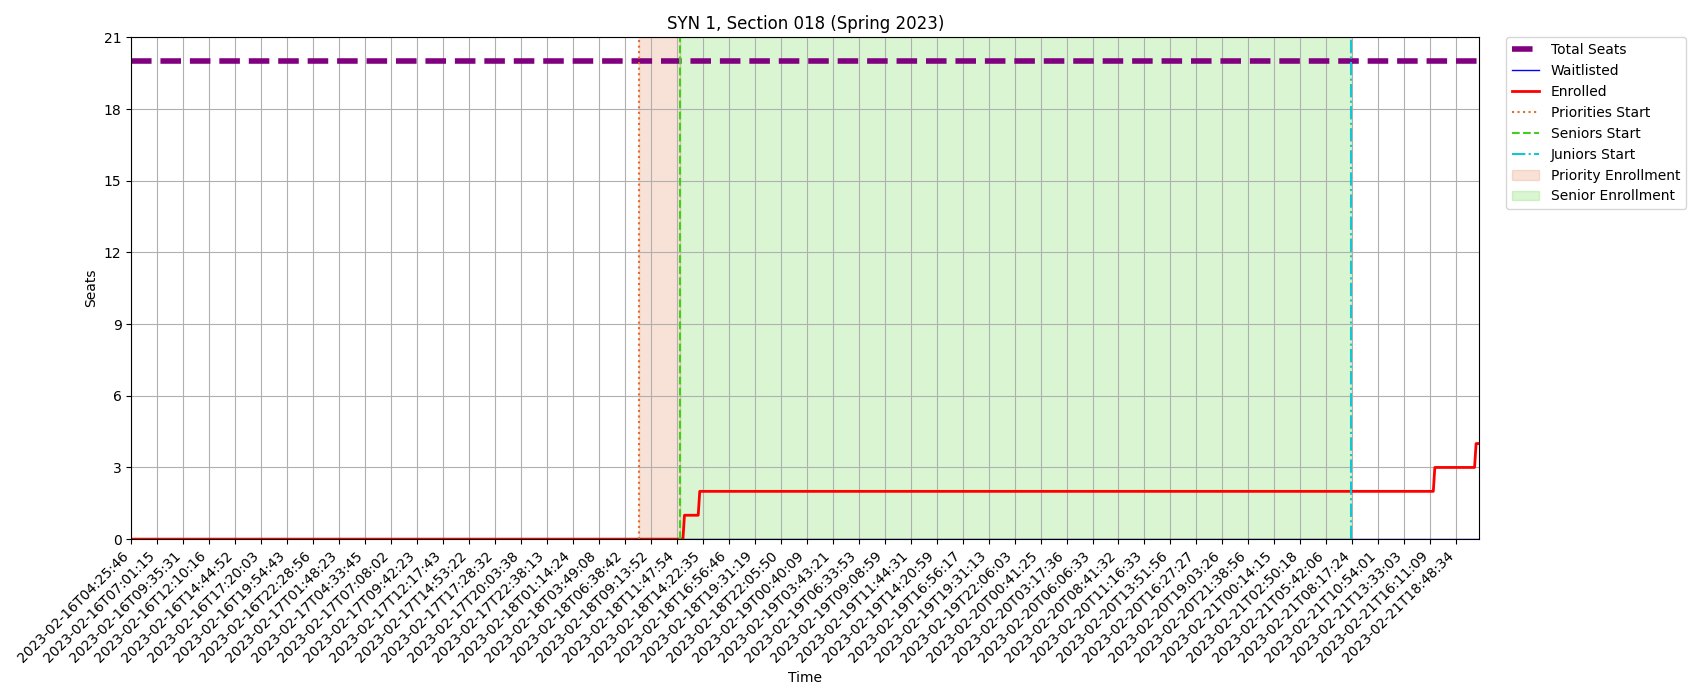 SYN 1, Section 018 (Spring 2023)
21
18
15
12
9
6
3
0
Seats
2023-02-16T04:25:46
2023-02-16T07:01:15
2023-02-16T09:35:31
2023-02-16T12:10:16
2023-02-16T14:44:52
2023-02-16T17:20:03
2023-02-16T19:54:43
2023-02-16T22:28:56
2023-02-17T01:48:23
2023-02-17T04:33:45
2023-02-17T07:08:02
2023-02-17T09:42:23
2023-02-17T12:17:43
2023-02-17T14:53:22
2023-02-17T17:28:32
2023-02-17T20:03:38
2023-02-17T22:38:13
2023-02-18T01:14:24
2023-02-18T03:49:08
2023-02-18T06:38:42
2023-02-18T09:13:52
2023-02-18T11:47:54
2023-02-18T14:22:35
2023-02-18T16:56:46
2023-02-18T19:31:19
2023-02-18T22:05:50
2023-02-19T00:40:09
2023-02-19T03:43:21
2023-02-19T06:33:53
2023-02-19T09:08:59
2023-02-19T11:44:31
2023-02-19T14:20:59
2023-02-19T16:56:17
2023-02-19T19:31:13
2023-02-19T22:06:03
2023-02-20T00:41:25
2023-02-20T03:17:36
2023-02-20T06:06:33
2023-02-20T08:41:32
2023-02-20T11:16:33
2023-02-20T13:51:56
2023-02-20T16:27:27
2023-02-20T19:03:26
2023-02-20T21:38:56
2023-02-21T00:14:15
2023-02-21T02:50:18
2023-02-21T05:42:06
2023-02-21T08:17:24
2023-02-21T10:54:01
2023-02-21T13:33:03
2023-02-21T16:11:09
2023-02-21T18:48:34
Time
Total Seats
Waitlisted
Enrolled
Priorities Start
Seniors Start
Juniors Start
Priority Enrollment
Senior Enrollment